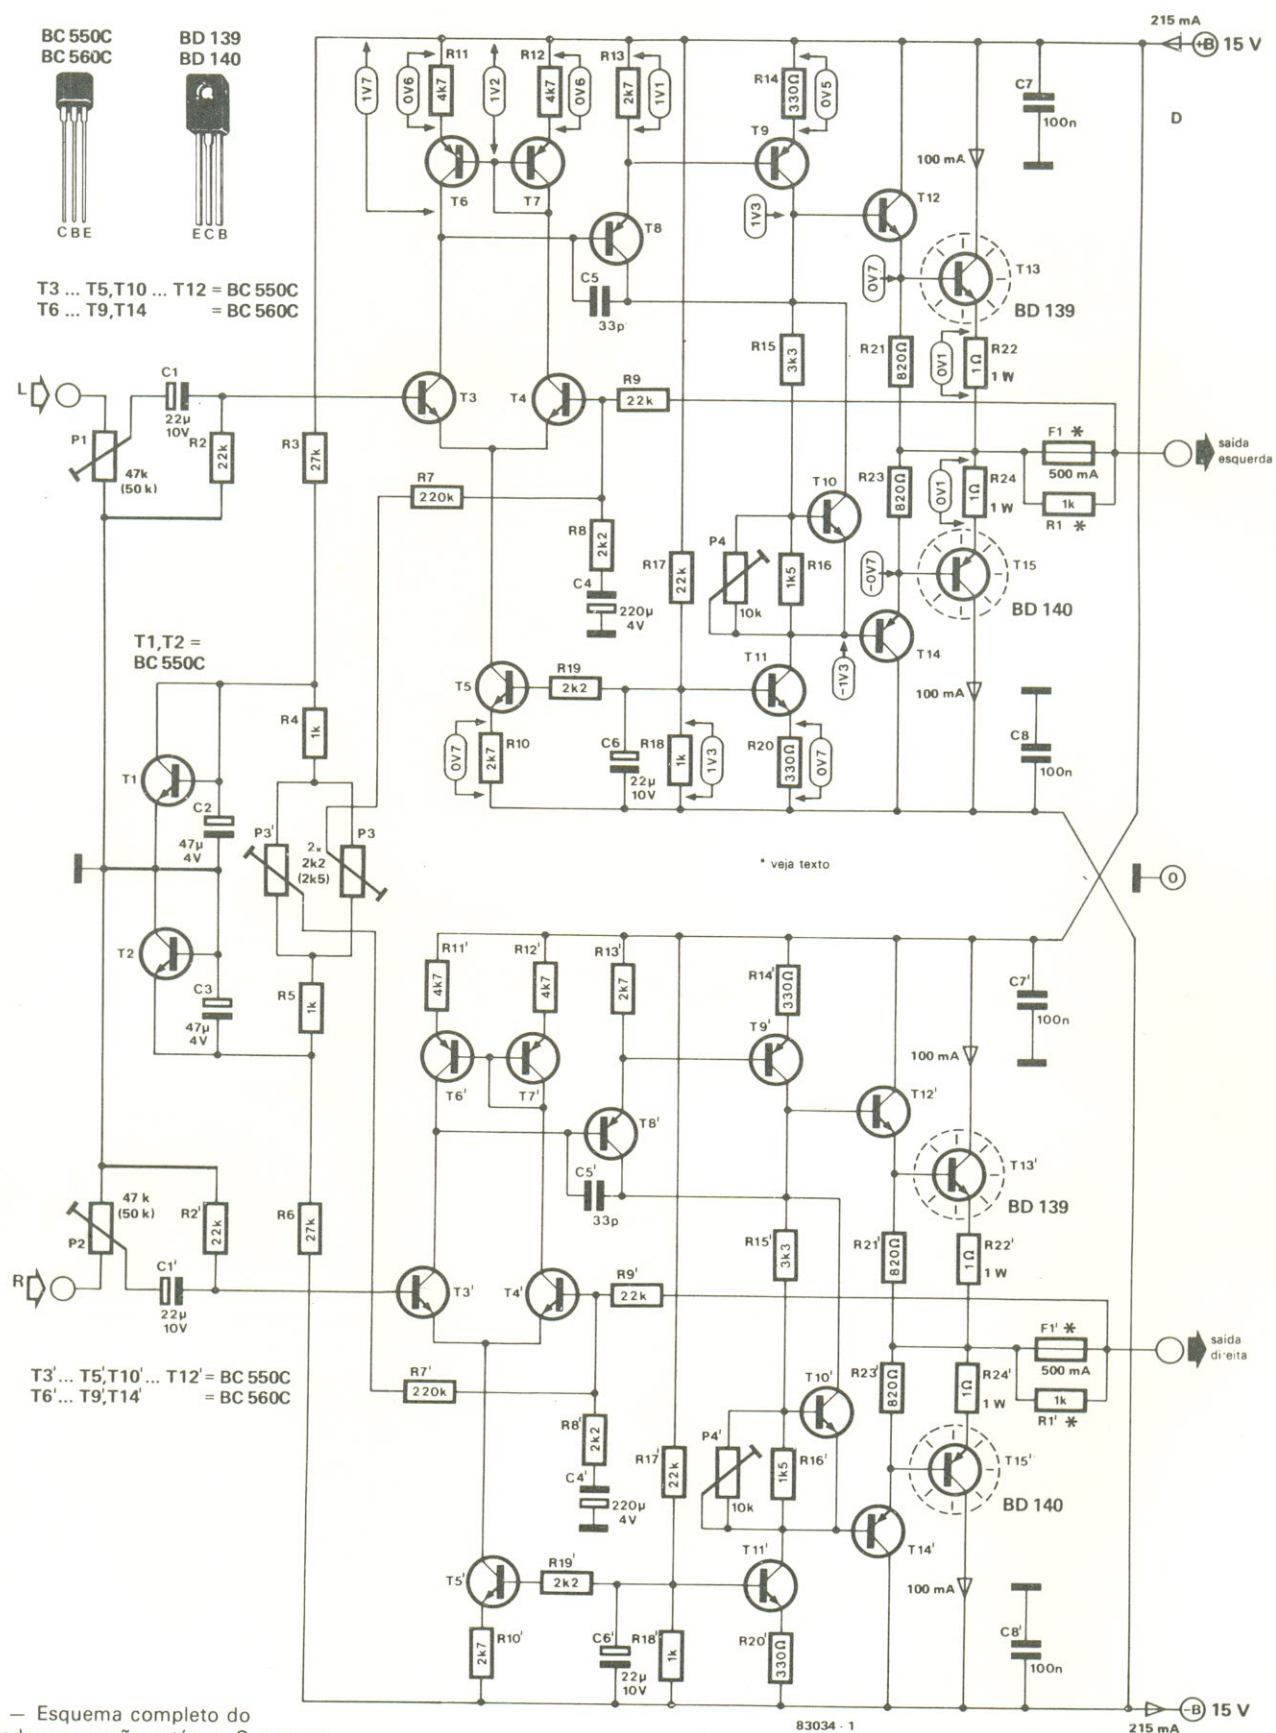 215 mA
+B 15 V
BC 550C
BC 560C
BD 139
BD 140
C B E
E C B
T3 ... T5,T10 ... T12 = BC 550C
T6 ... T9,T14 = BC 560C
1V7
0V6
R11
4k7
1V2
R12
4k7
0V6
R13
2k7
1V1
R14
330Ω
0V5
C7
100n
D
T9
100 mA
T6
T7
T8
1V3
T12
C5
33p
0V7
T13
BD 139
R15
3k3
R21
820Ω
0V1
R22
1Ω
1 W
L
C1
22µ
10V
P1
47k
(50 k)
R2
22k
R3
27k
T3
T4
R9
22k
F1 *
500 mA
saida
esquerda
R7
220k
R8
2k2
C4
220µ
4V
R17
22k
T10
P4
10k
R16
1k5
R23
820Ω
0V1
R24
1Ω
1 W
1k
R1 *
-0V7
T15
BD 140
T14
-1V3
100 mA
T1,T2 =
BC 550C
T5
R19
2k2
T11
R4
1k
0V7
R10
2k7
C6
22µ
10V
R18
1k
1V3
R20
330Ω
0V7
C8
100n
T1
C2
47µ
4V
P3'
2x
2k2
(2k5)
P3
* veja texto
0
T2
C3
47µ
4V
R5
1k
R11'
4k7
R12'
4k7
R13'
2k7
R14'
330Ω
C7'
100n
T9'
100 mA
T6'
T7'
T8'
T12'
C5'
33p
T13'
BD 139
P2
47 k
(50 k)
R2'
22k
R6
27k
R15'
3k3
R21'
820Ω
R22'
1Ω
1 W
R
C1'
22µ
10V
T3'
T4'
R9'
22k
F1' *
500 mA
saida
direita
T3' ... T5',T10' ... T12' = BC 550C
T6' ... T9',T14' = BC 560C
R7'
220k
R8'
2k2
C4'
220µ
4V
R17'
22k
T10'
P4'
10k
R16'
1k5
R23'
820Ω
R24'
1Ω
1 W
1k
R1' *
T15'
BD 140
T14'
100 mA
T5'
R19'
2k2
T11'
R10'
2k7
C6'
22µ
10V
R18'
1k
R20'
330Ω
C8'
100n
— Esquema completo do
83034 - 1
-B 15 V
215 mA